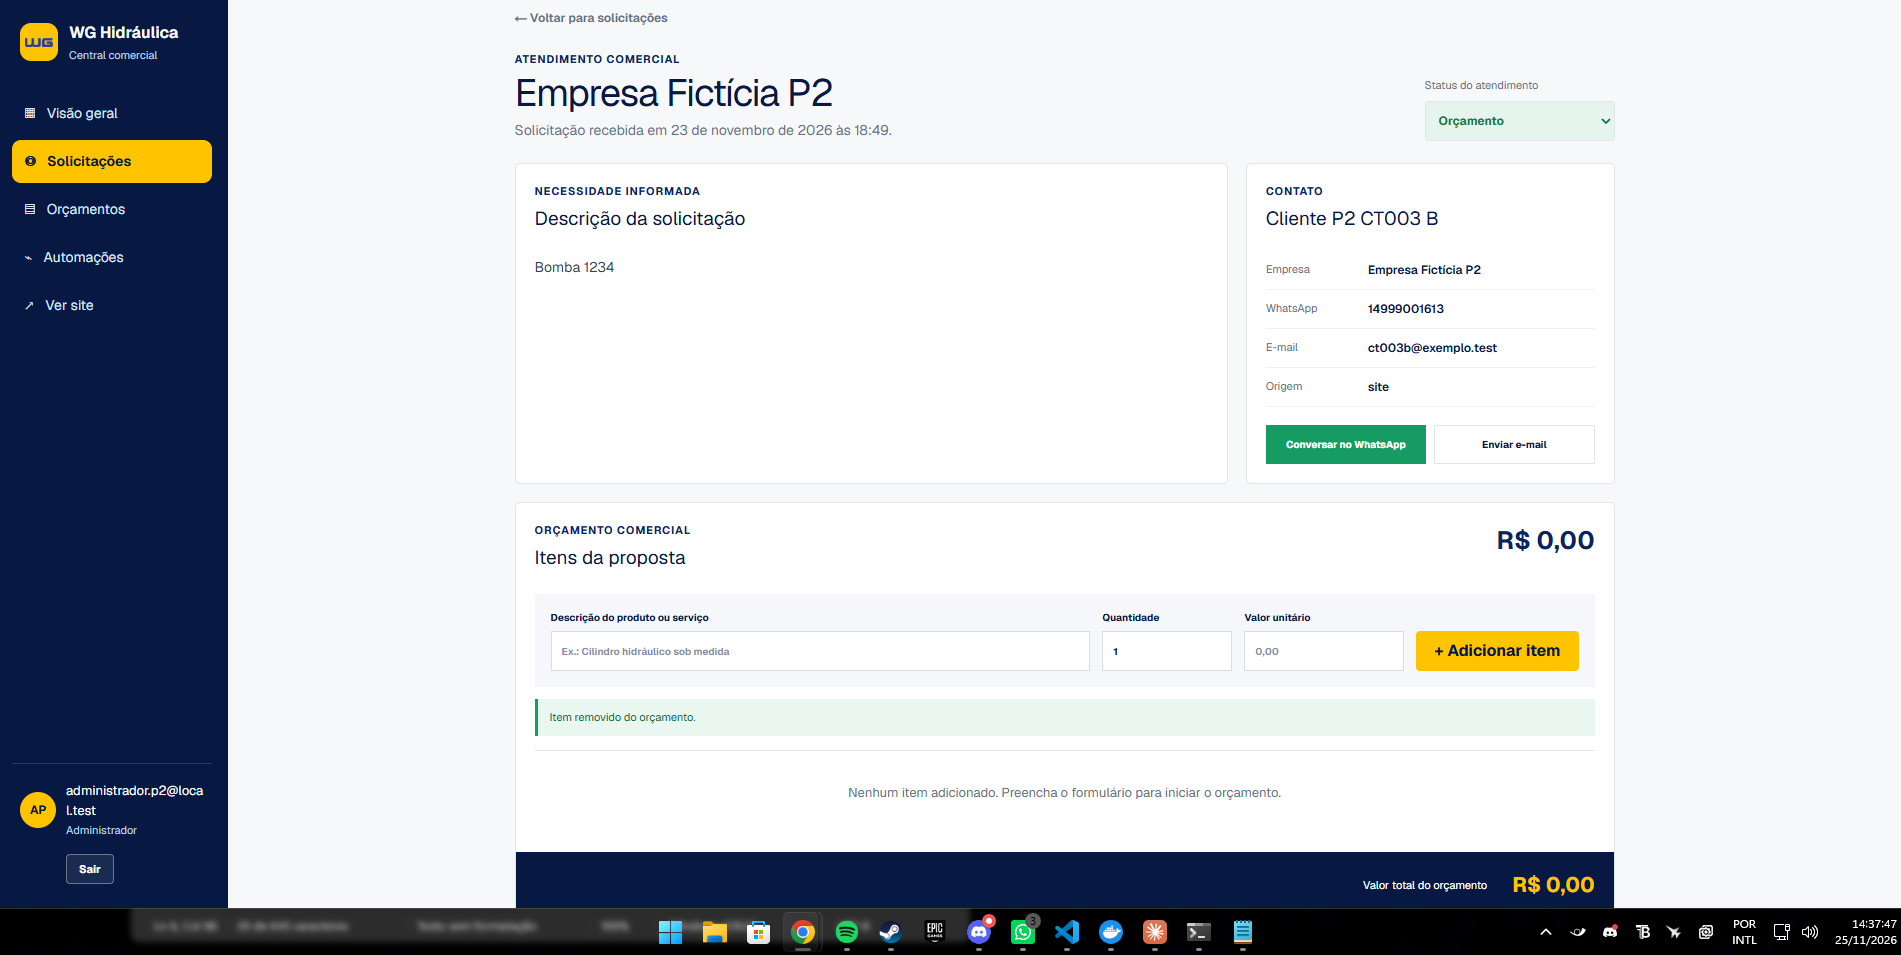 WG
WG Hidráulica
Central comercial
Visão geral
Solicitações
Orçamentos
Automações
Ver site
AP
administrador.p2@loca
l.test
Administrador
Sair
← Voltar para solicitações
ATENDIMENTO COMERCIAL
Empresa Fictícia P2
Solicitação recebida em 23 de novembro de 2026 às 18:49.
Status do atendimento
Orçamento
NECESSIDADE INFORMADA
Descrição da solicitação
Bomba 1234
CONTATO
Cliente P2 CT003 B
Empresa Empresa Fictícia P2
WhatsApp 14999001613
E-mail ct003b@exemplo.test
Origem site
Conversar no WhatsApp Enviar e-mail
ORÇAMENTO COMERCIAL
Itens da proposta
R$ 0,00
Descrição do produto ou serviço Quantidade Valor unitário
Ex.: Cilindro hidráulico sob medida 1 0,00 + Adicionar item
Item removido do orçamento.
Nenhum item adicionado. Preencha o formulário para iniciar o orçamento.
Valor total do orçamento R$ 0,00
EPIC
GAMES
3
POR
INTL
14:37:47
25/11/2026